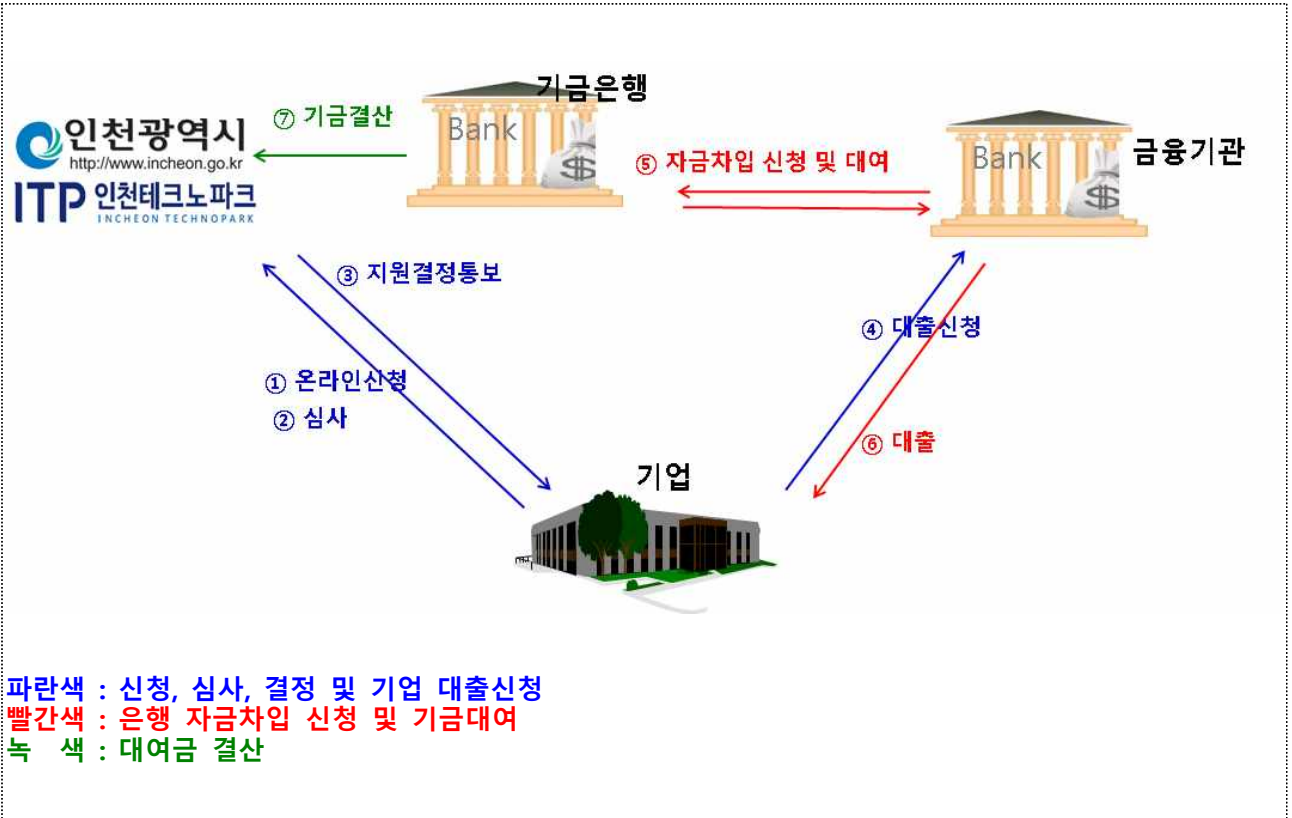 기금은행
⑦ 기금결산
Bank
인천광역시
http://www.incheon.go.kr
ITP 인천테크노파크
INCHEON TECHNOPARK
⑤ 자금차입 신청 및 대여
Bank
금융기관
$
$
③ 지원결정통보
④ 대출신청
① 온라인신청
② 심사
⑥ 대출
기업
파란색 : 신청, 심사, 결정 및 기업 대출신청
빨간색 : 은행 자금차입 신청 및 기금대여
녹 색 : 대여금 결산